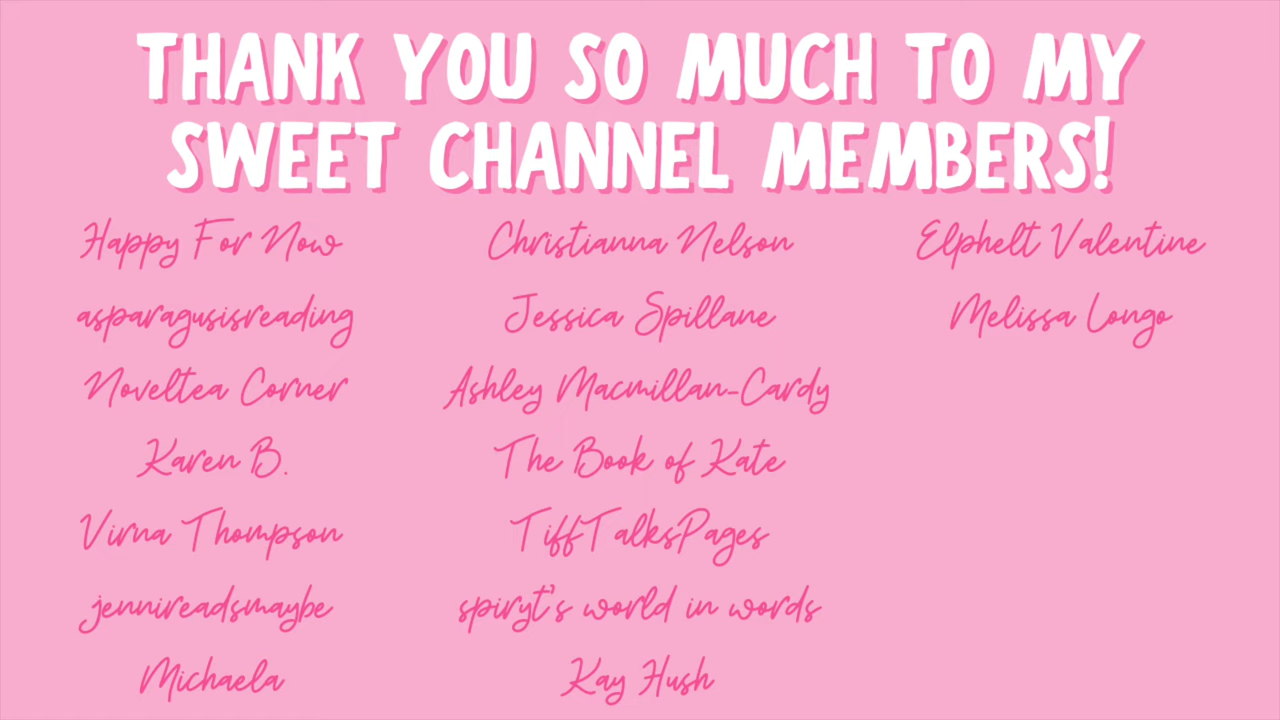 THANK YOU SO MUCH TO MY
SWEET CHANNEL MEMBERS!
Happy For Now
asparagusisreading
Noveltea Corner
Karen B.
Virna Thompson
jennireadsmaybe
Michaela
Christianna Nelson
Jessica Spillane
Ashley Macmillan-Cardy
The Book of Kate
TiffTalksPages
spiryt's world in words
Kay Hush
Elphelt Valentine
Melissa Longo